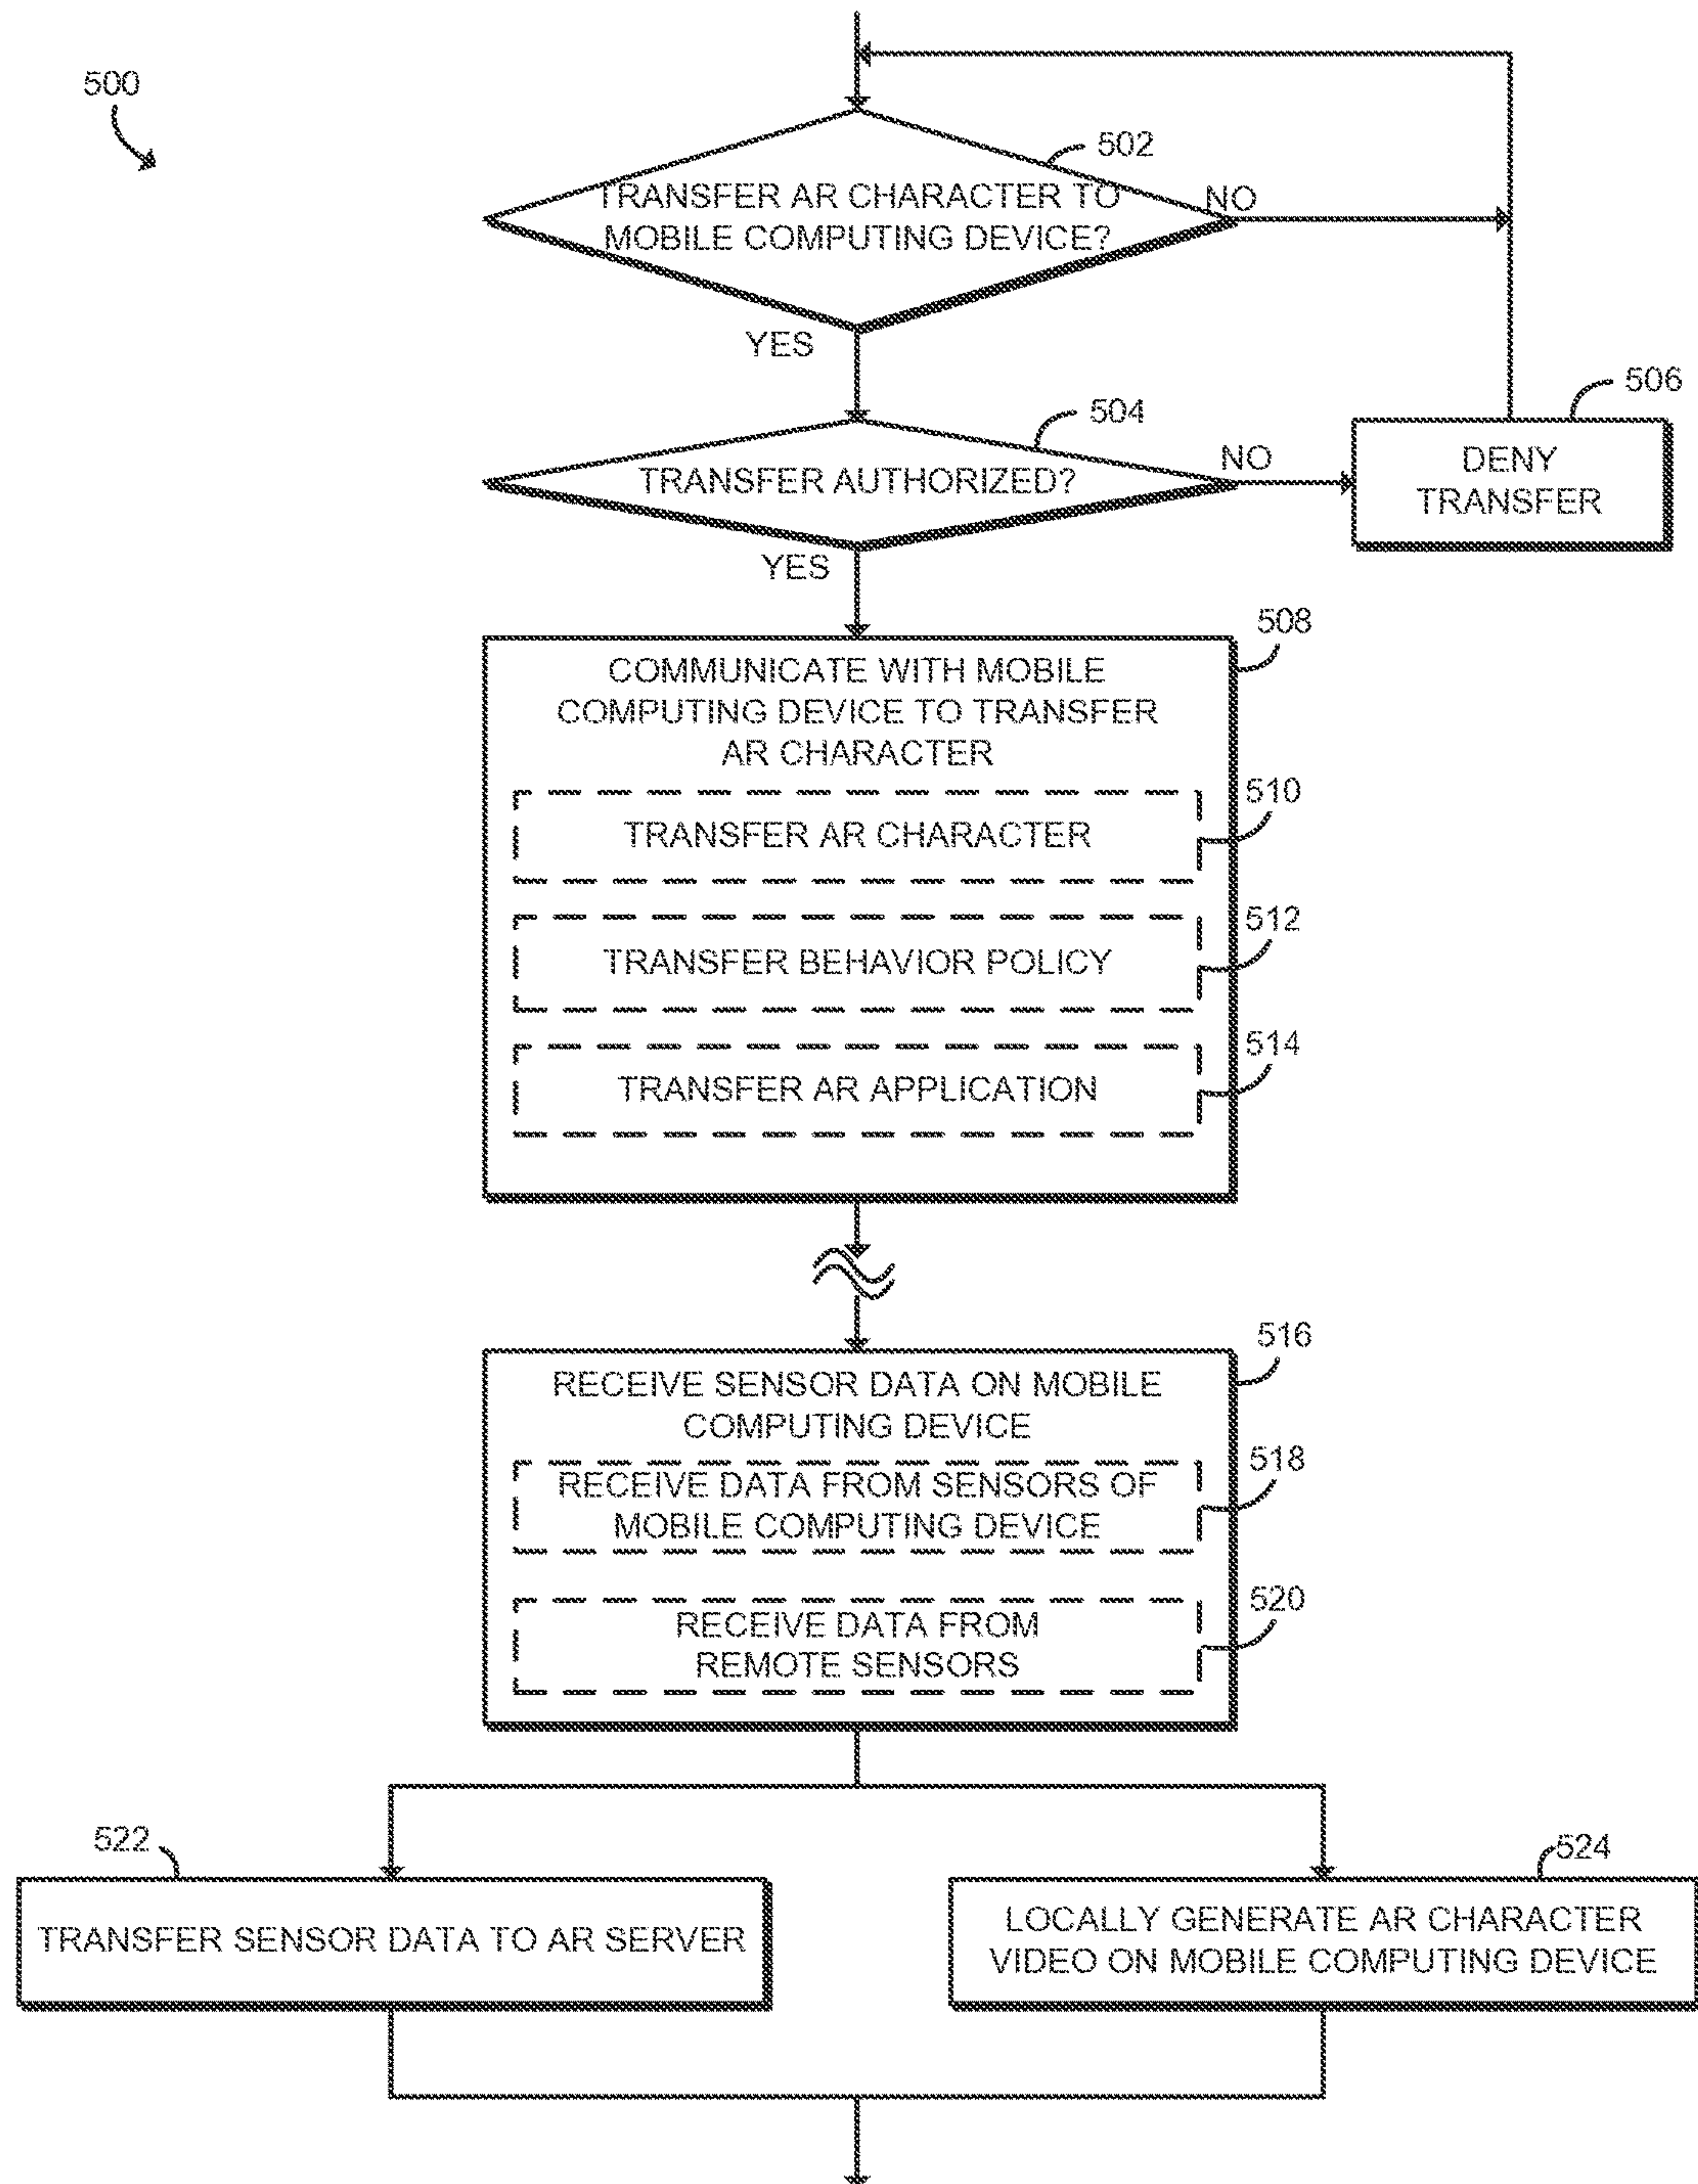 500
502
TRANSFER AR CHARACTER TO
MOBILE COMPUTING DEVICE?
NO
YES
504
506
TRANSFER AUTHORIZED?
NO
DENY
TRANSFER
YES
508
COMMUNICATE WITH MOBILE
COMPUTING DEVICE TO TRANSFER
AR CHARACTER
510
TRANSFER AR CHARACTER
512
TRANSFER BEHAVIOR POLICY
514
TRANSFER AR APPLICATION
516
RECEIVE SENSOR DATA ON MOBILE
COMPUTING DEVICE
518
RECEIVE DATA FROM SENSORS OF
MOBILE COMPUTING DEVICE
520
RECEIVE DATA FROM
REMOTE SENSORS
522
TRANSFER SENSOR DATA TO AR SERVER
524
LOCALLY GENERATE AR CHARACTER
VIDEO ON MOBILE COMPUTING DEVICE